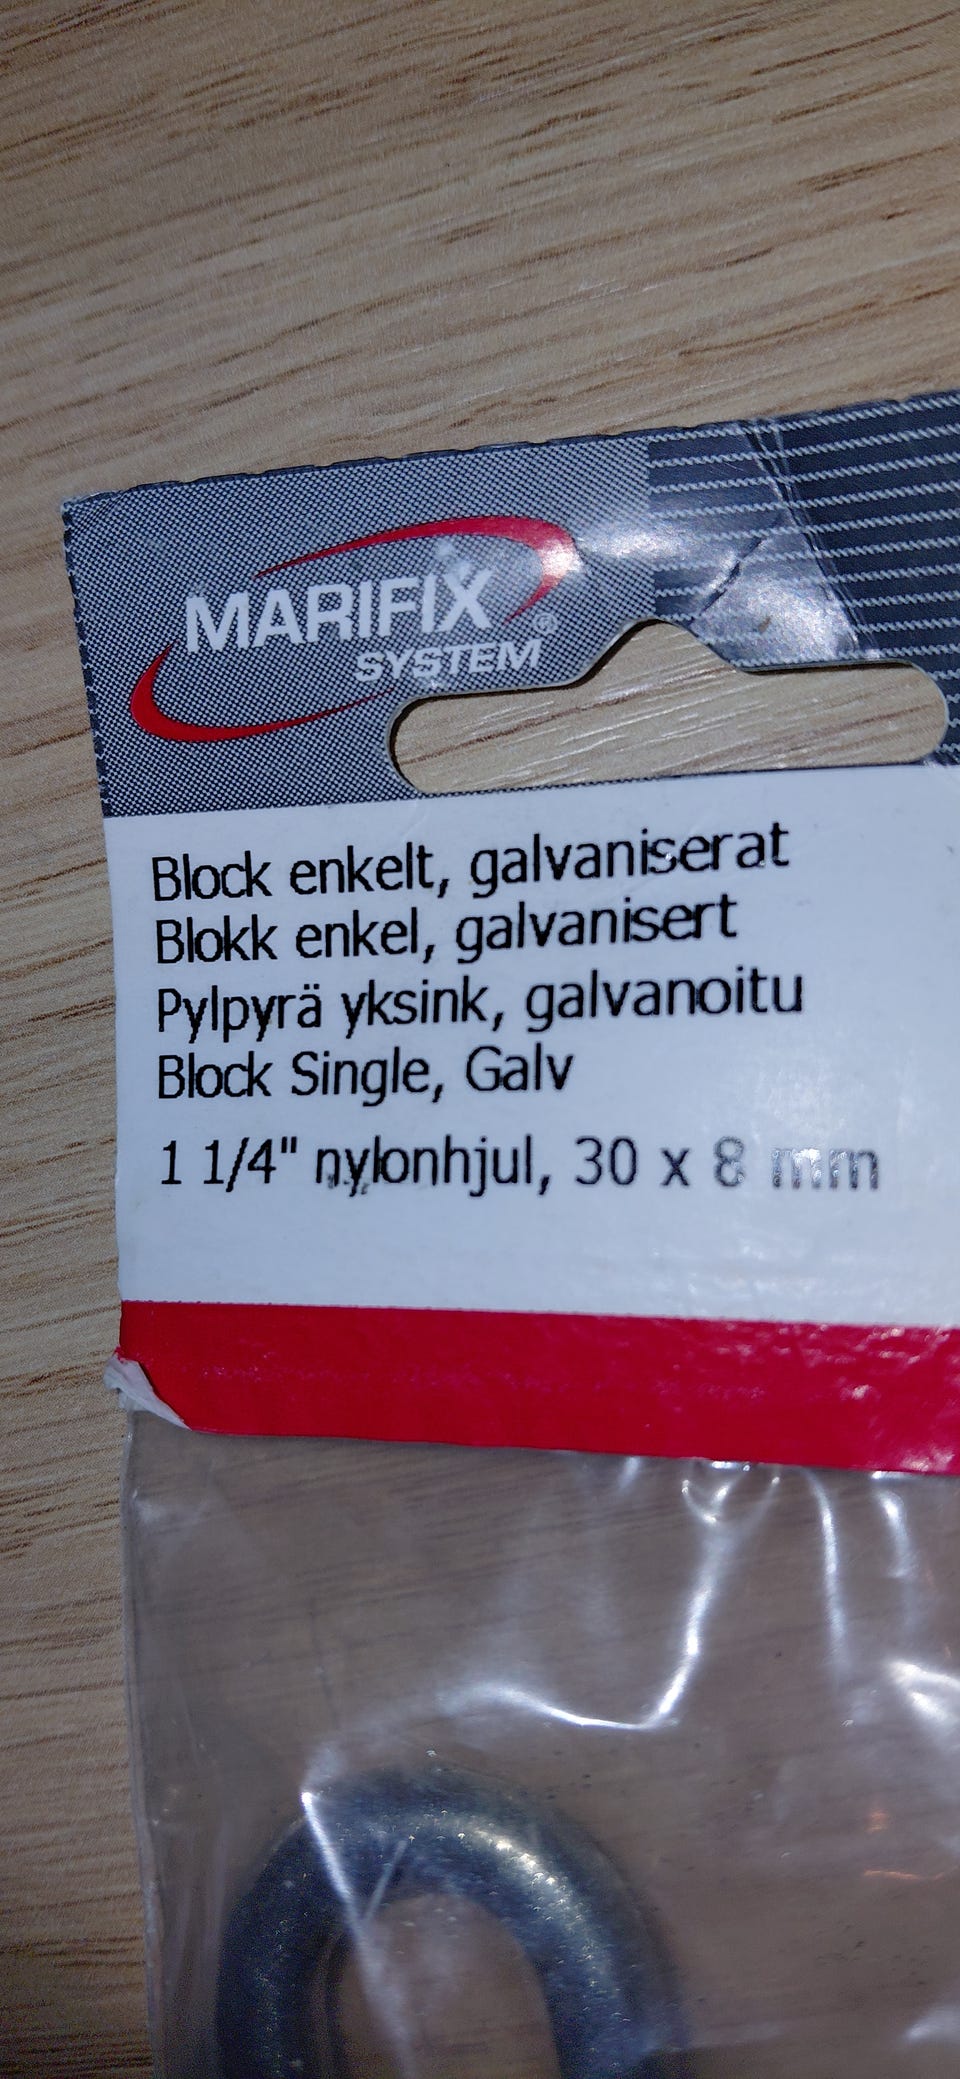 MARIFIX®
SYSTEM
Block enkelt, galvaniserat
Blokk enkel, galvanisert
Pylpyrä yksink, galvanoitu
Block Single, Galv
1 1/4" nylonhjul, 30 x 8 mm